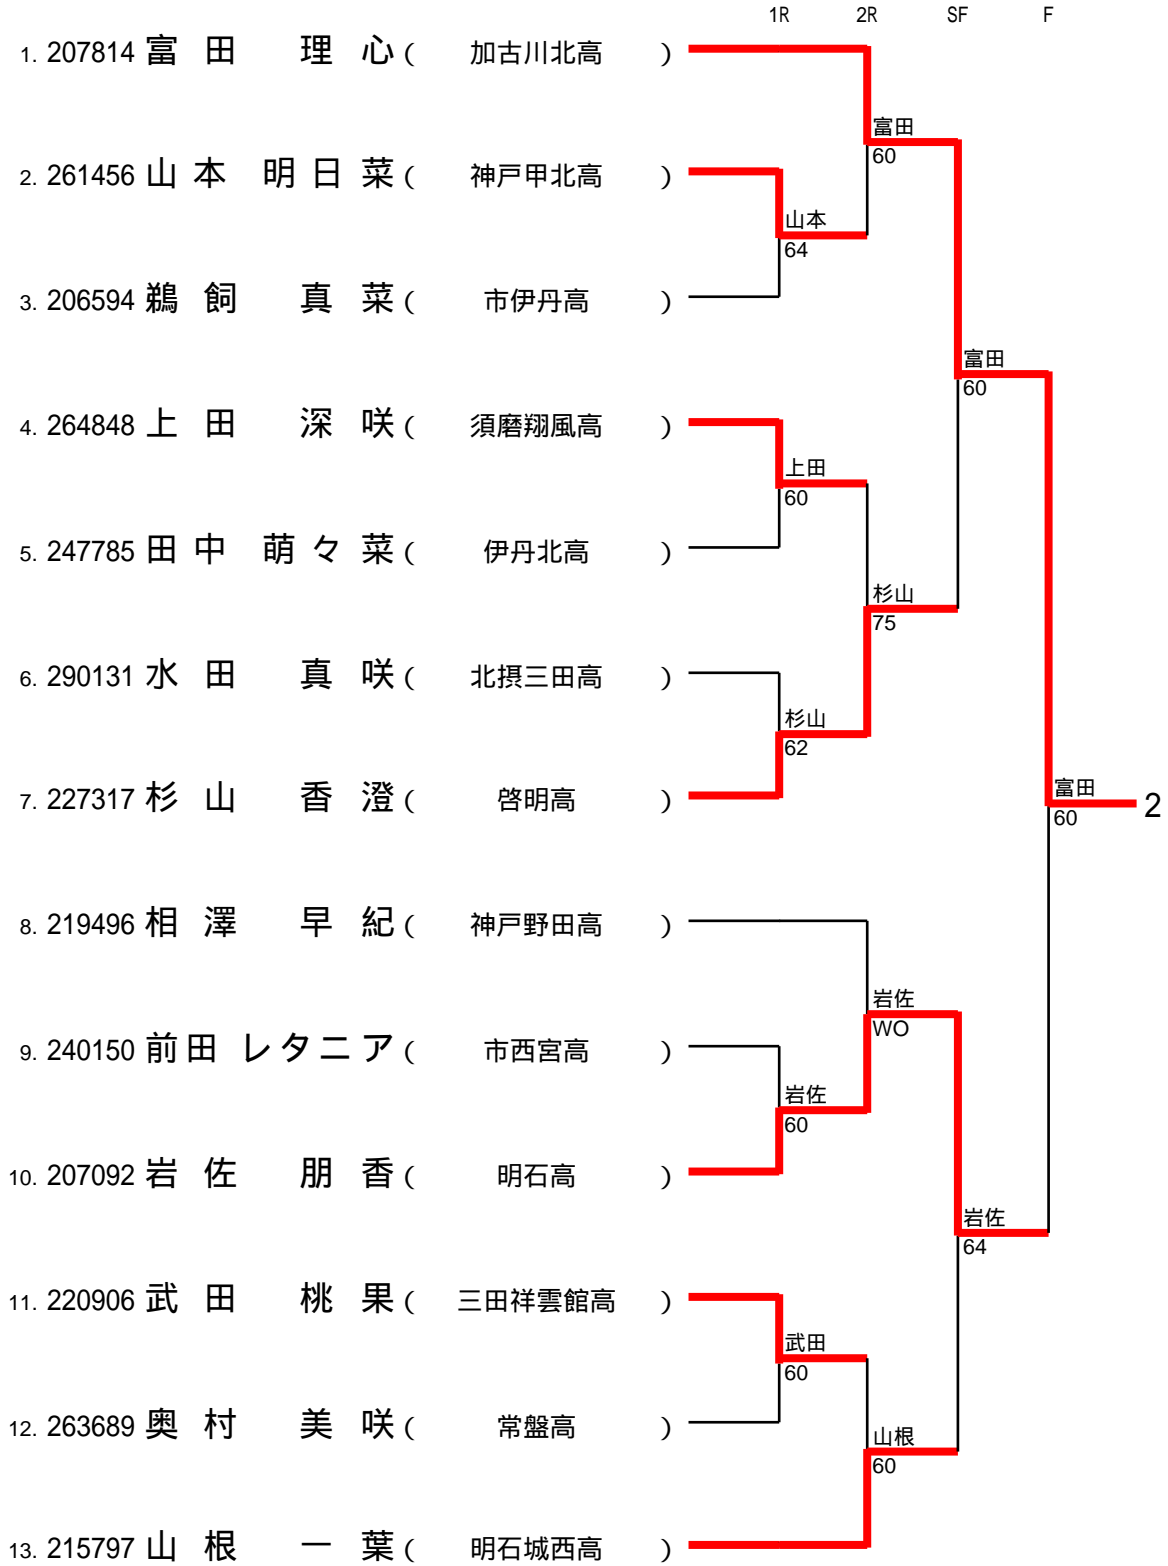 1R 2R SF F
1. 207814 富田 理心 ( 加古川北高 )
富田
60
2. 261456 山本 明日菜 ( 神戸甲北高 )
山本
64
3. 206594 鵜飼 真菜 ( 市伊丹高 )
富田
60
4. 264848 上田 深咲 ( 須磨翔風高 )
上田
60
5. 247785 田中 萌々菜 ( 伊丹北高 )
杉山
75
6. 290131 水田 真咲 ( 北摂三田高 )
杉山
62
7. 227317 杉山 香澄 ( 啓明高 )
富田
60
2
8. 219496 相澤 早紀 ( 神戸野田高 )
岩佐
WO
9. 240150 前田 レタニア ( 市西宮高 )
岩佐
60
10. 207092 岩佐 朋香 ( 明石高 )
岩佐
64
11. 220906 武田 桃果 ( 三田祥雲館高 )
武田
60
12. 263689 奥村 美咲 ( 常盤高 )
山根
60
13. 215797 山根 一葉 ( 明石城西高 )